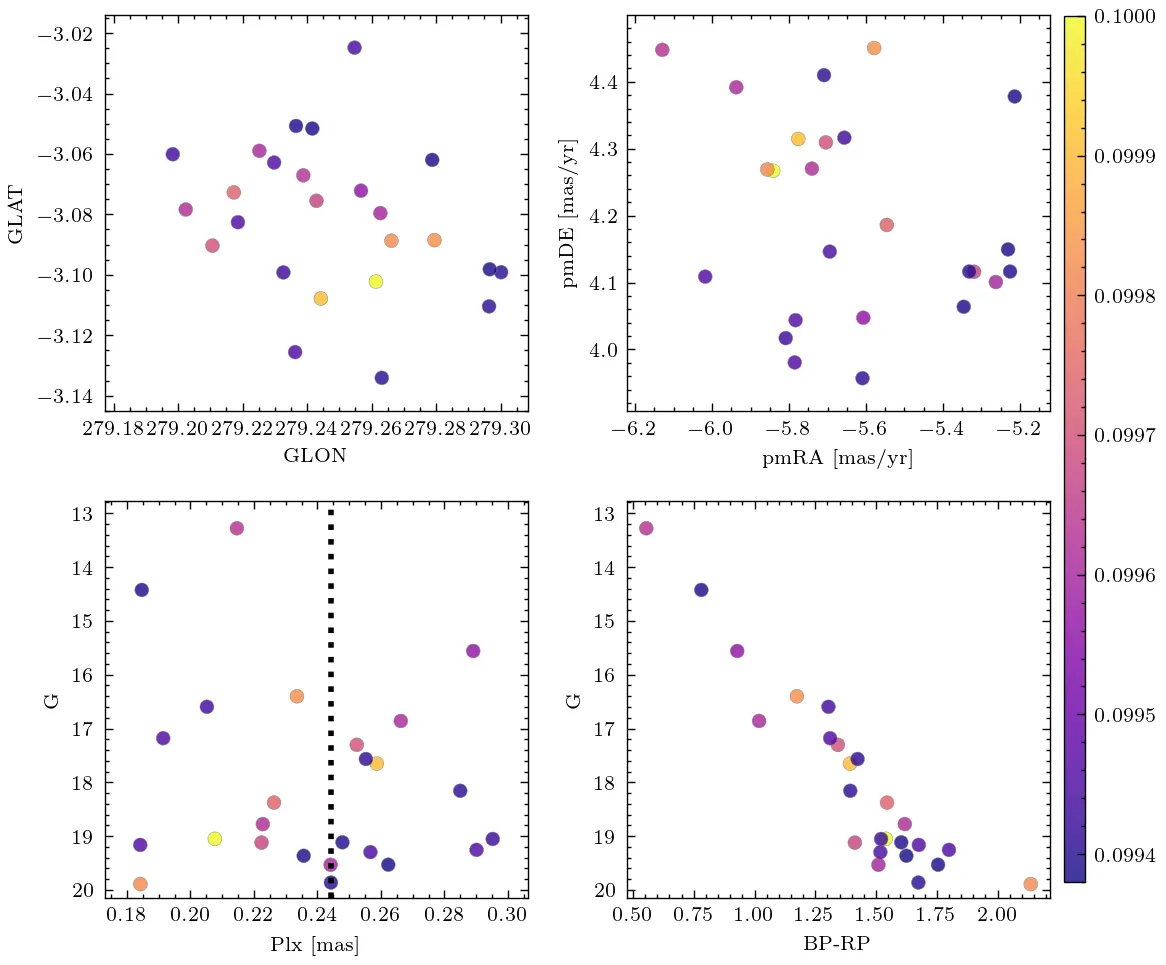 −3.02
−3.04
−3.06
−3.08
−3.10
−3.12
−3.14
GLAT
279.18 279.20 279.22 279.24 279.26 279.28 279.30
GLON
4.4
4.3
4.2
4.1
4.0
pmDE [mas/yr]
−6.2 −6.0 −5.8 −5.6 −5.4 −5.2
pmRA [mas/yr]
13
14
15
16
17
18
19
20
G
0.18 0.20 0.22 0.24 0.26 0.28 0.30
Plx [mas]
13
14
15
16
17
18
19
20
G
0.50 0.75 1.00 1.25 1.50 1.75 2.00
BP-RP
0.1000
0.0999
0.0998
0.0997
0.0996
0.0995
0.0994